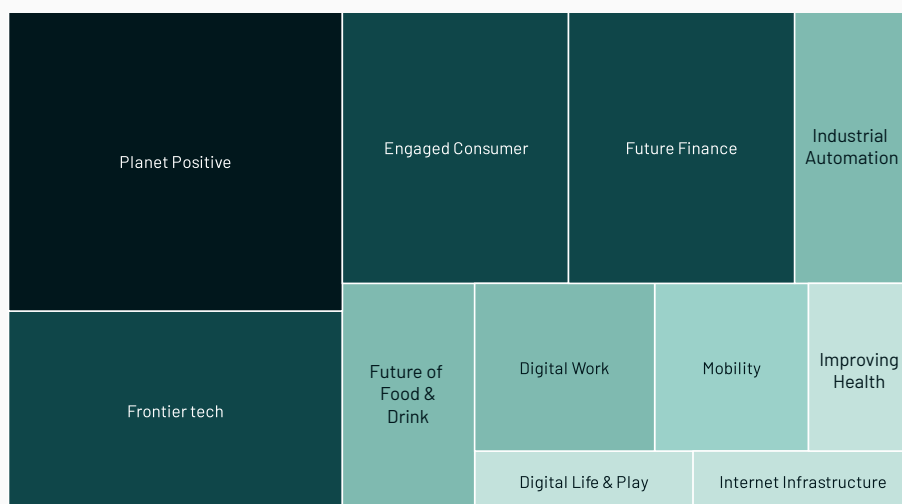 Planet Positive
Engaged Consumer
Future Finance
Industrial
Automation
Frontier tech
Future of
Food &
Drink
Digital Work
Mobility
Improving
Health
Digital Life & Play
Internet Infrastructure